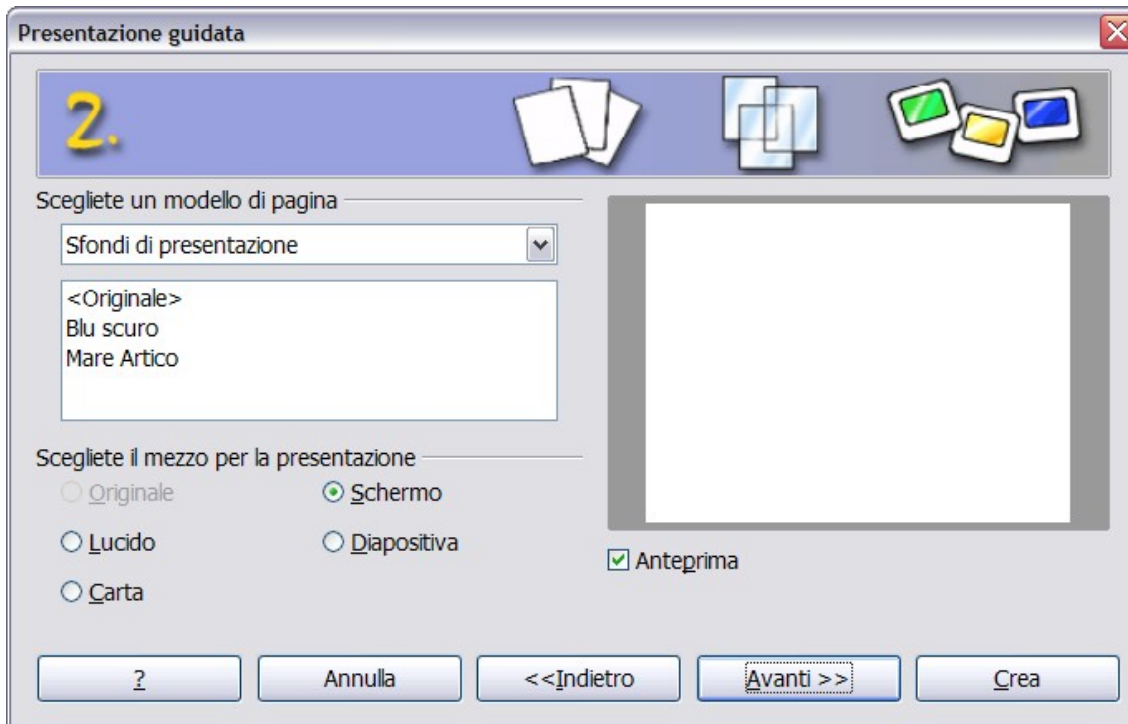 Presentazione guidata
2.
Scegliete un modello di pagina
Sfondi di presentazione
<Originale>
Blu scuro
Mare Artico
Scegliete il mezzo per la presentazione
Originale
Schermo
Lucido
Diapositiva
Carta
Anteprima
?
Annulla
<<Indietro
Avanti >>
Crea